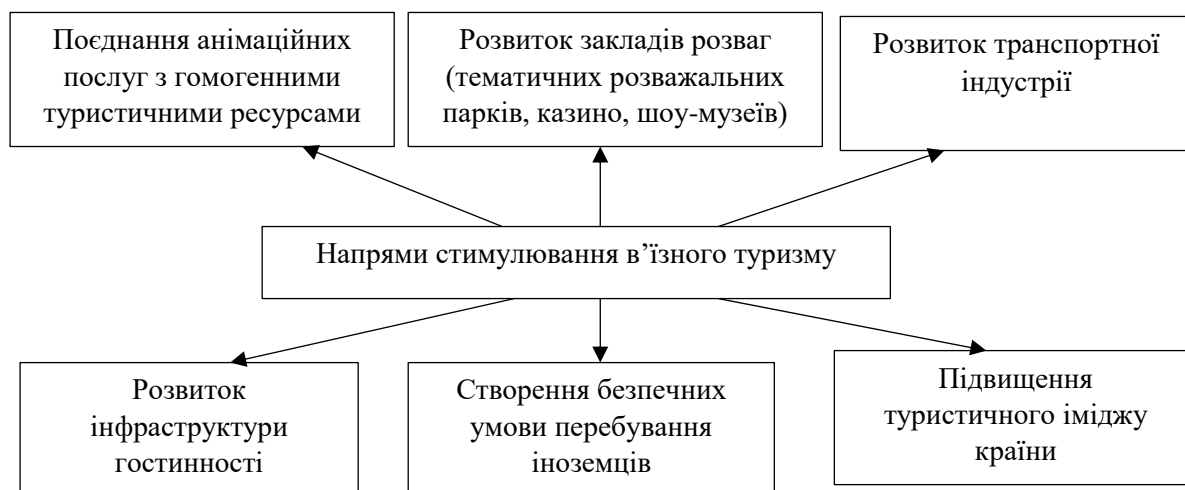 Поєднання анімаційних
послуг з гомогенними
туристичними ресурсами
Розвиток закладів розваг
(тематичних розважальних
парків, казино, шоу-музеїв)
Розвиток транспортної
індустрії
Напрями стимулювання в’їзного туризму
Розвиток
інфраструктури
гостинності
Створення безпечних
умови перебування
іноземців
Підвищення
туристичного іміджу
країни